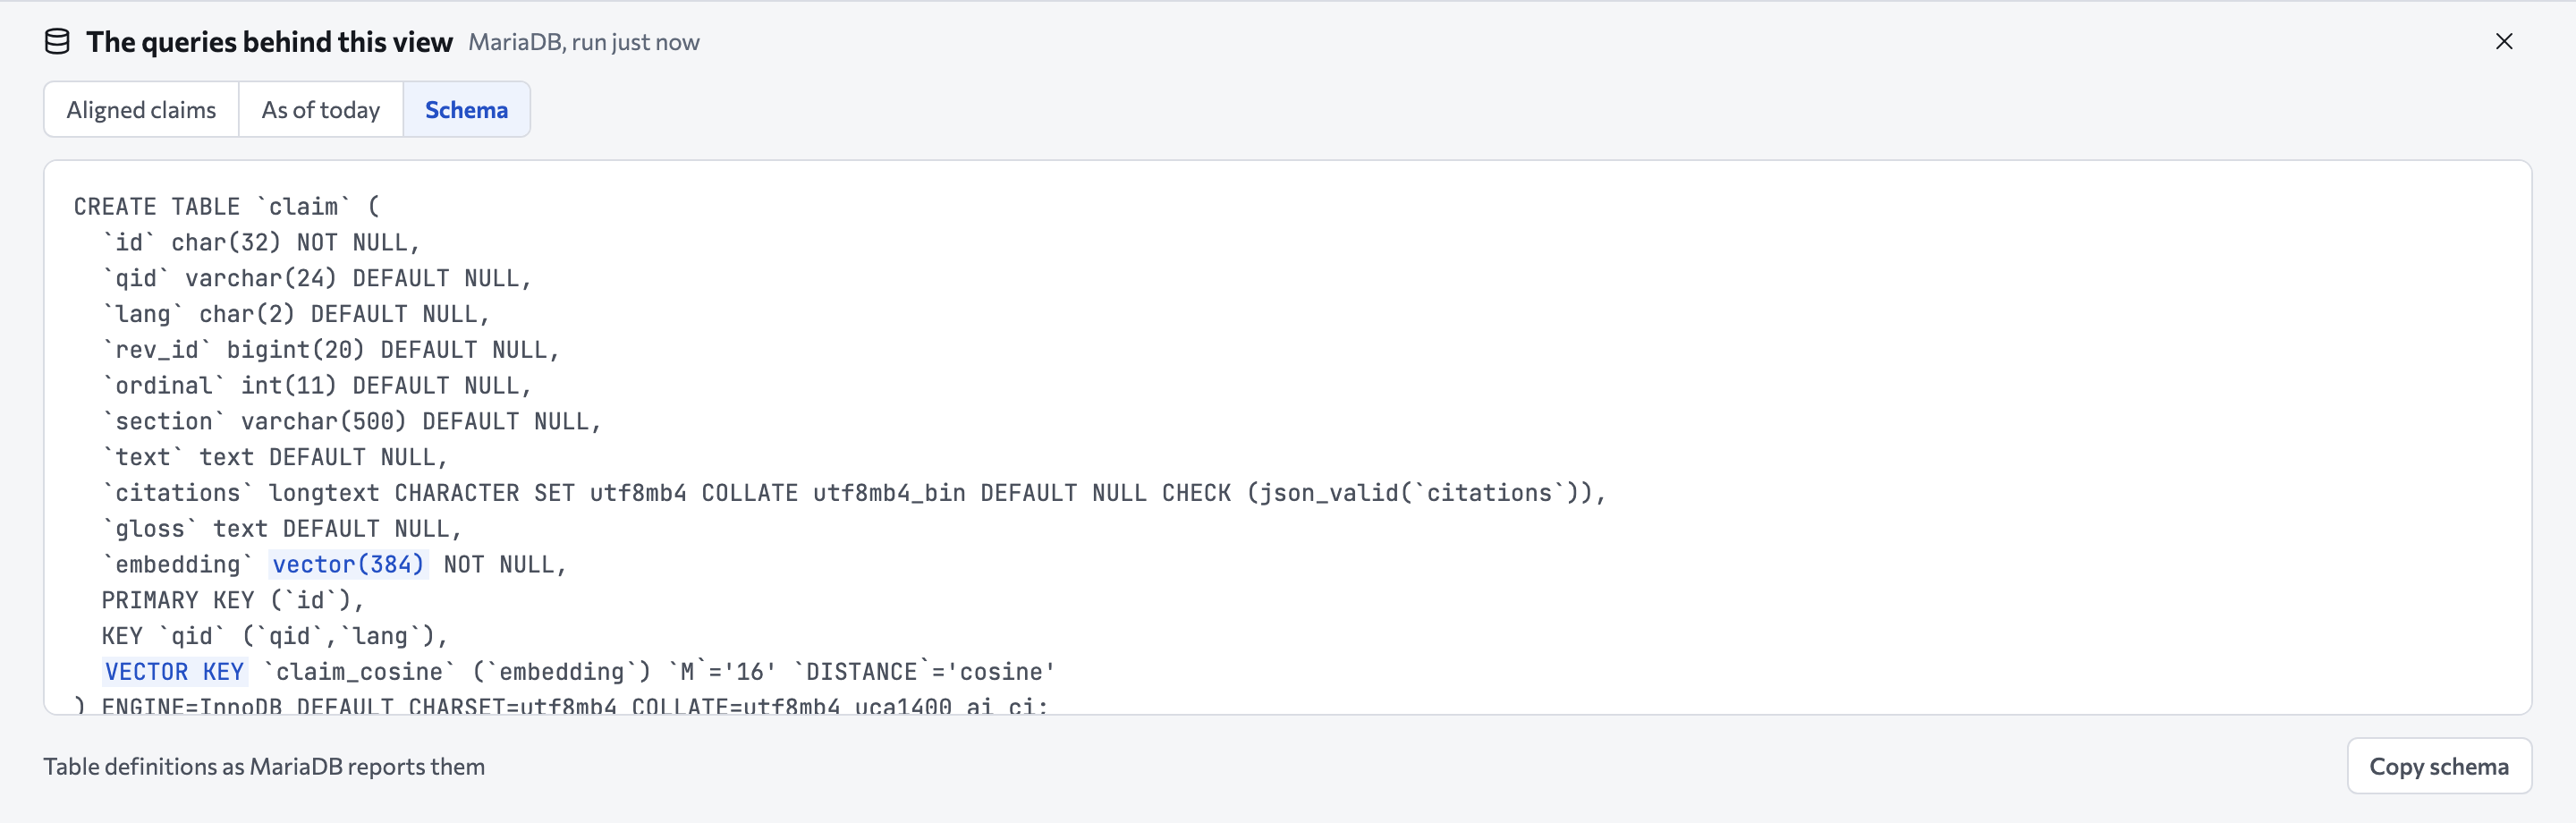 The queries behind this view MariaDB, run just now
Aligned claims As of today Schema
CREATE TABLE `claim` (
  `id` char(32) NOT NULL,
  `qid` varchar(24) DEFAULT NULL,
  `lang` char(2) DEFAULT NULL,
  `rev_id` bigint(20) DEFAULT NULL,
  `ordinal` int(11) DEFAULT NULL,
  `section` varchar(500) DEFAULT NULL,
  `text` text DEFAULT NULL,
  `citations` longtext CHARACTER SET utf8mb4 COLLATE utf8mb4_bin DEFAULT NULL CHECK (json_valid(`citations`)),
  `gloss` text DEFAULT NULL,
  `embedding` vector(384) NOT NULL,
  PRIMARY KEY (`id`),
  KEY `qid` (`qid`,`lang`),
  VECTOR KEY `claim_cosine` (`embedding`) `M`='16' `DISTANCE`='cosine'
) ENGINE=InnoDB DEFAULT CHARSET=utf8mb4 COLLATE=utf8mb4_uca1400_ai_ci;
Table definitions as MariaDB reports them
Copy schema